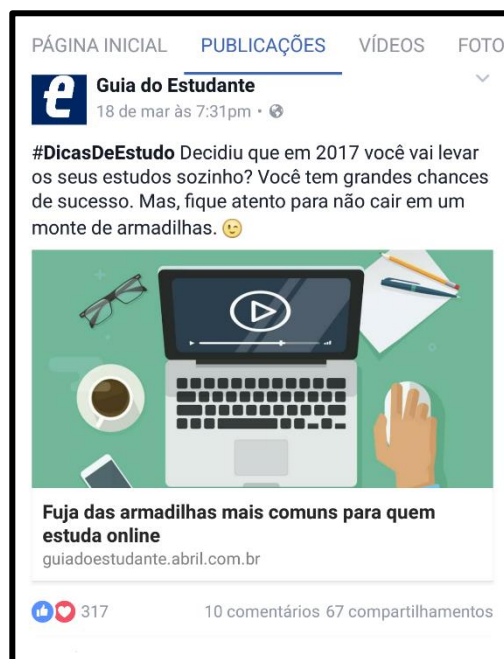 PÁGINA INICIAL PUBLICAÇÕES VÍDEOS FOTO
e Guia do Estudante
18 de mar às 7:31pm •
#DicasDeEstudo Decidiu que em 2017 você vai levar
os seus estudos sozinho? Você tem grandes chances
de sucesso. Mas, fique atento para não cair em um
monte de armadilhas. 😉
Fuja das armadilhas mais comuns para quem
estuda online
guiadoestudante.abril.com.br
317 10 comentários 67 compartilhamentos